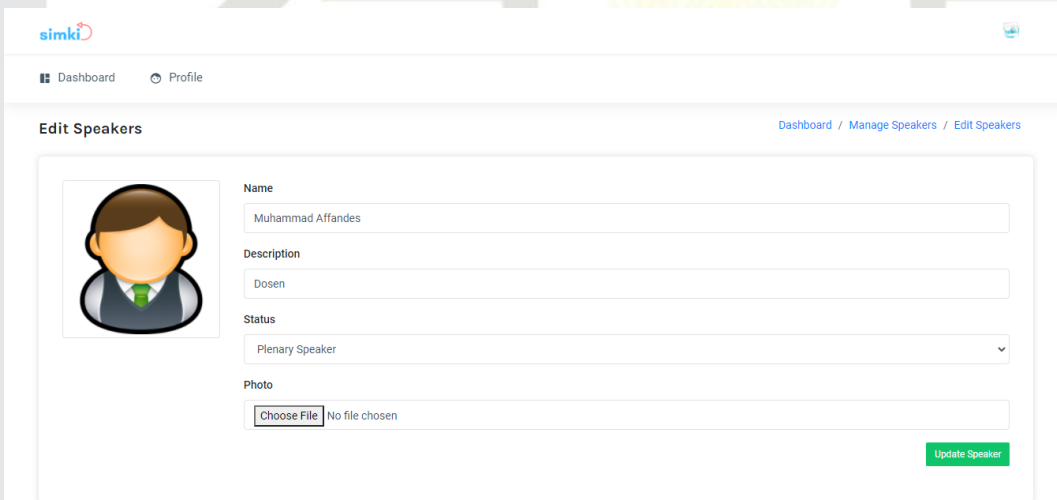 simki
Dashboard Profile
Edit Speakers
Dashboard / Manage Speakers / Edit Speakers
Name
Muhammad Affandes
Description
Dosen
Status
Plenary Speaker
Photo
Choose File No file chosen
Update Speaker